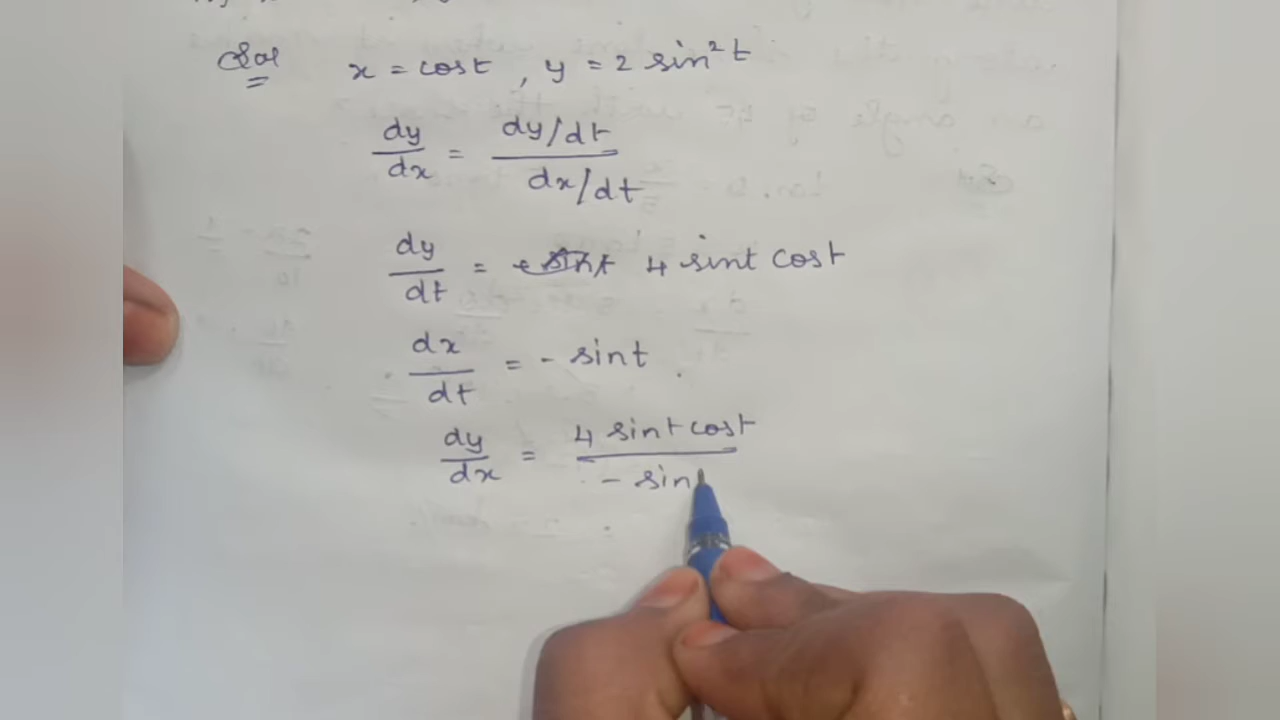 Sol x = cost , y = 2 sin²t
dy/dx = dy/dt / dx/dt
dy/dt = 4 sint cost
dx/dt = - sint .
dy/dx = 4 sint cost / - sin